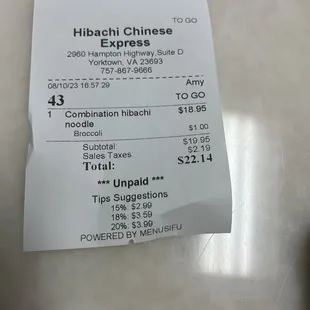 TO GO
Hibachi Chinese
Express
2960 Hampton Highway,Suite D
Yorktown, VA 23693
757-867-9666
08/10/23 16:57:29 Amy
43 TO GO
1 Combination hibachi $18.95
noodle
Broccoli $1.00
Subtotal $19.95
Sales Taxes $2.19
Total: $22.14
*** Unpaid ***
Tips Suggestions
15%: $2.99
18%: $3.59
20%: $3.99
POWERED BY MENUSIFU